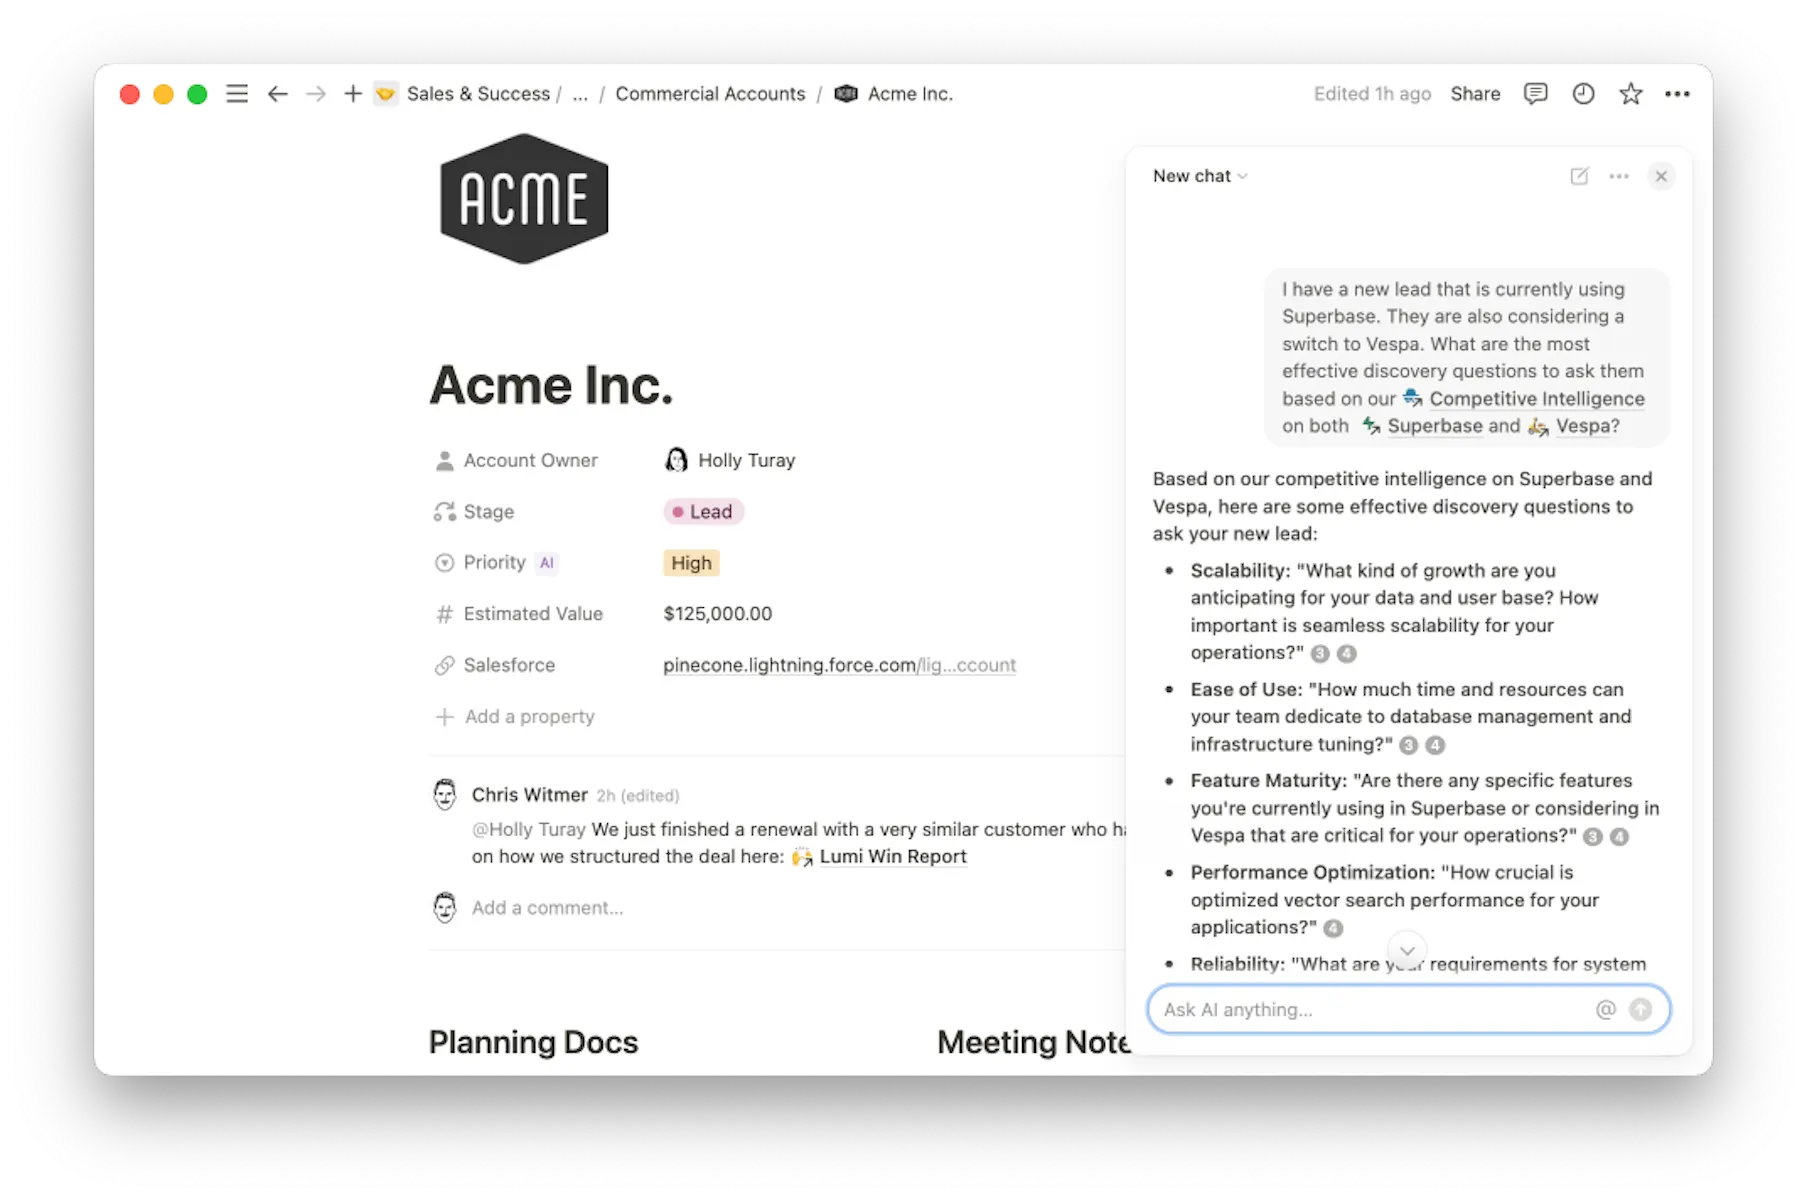 Sales & Success / ... / Commercial Accounts / Acme Inc.
Edited 1h ago Share
ACME
Acme Inc.
Account Owner Holly Turay
Stage Lead
Priority AI High
Estimated Value $125,000.00
Salesforce pinecone.lightning.force.com/lig...ccount
Add a property
Chris Witmer 2h (edited)
@Holly Turay We just finished a renewal with a very similar customer who
on how we structured the deal here: Lumi Win Report
Add a comment...
Planning Docs
Meeting Note
New chat
I have a new lead that is currently using
Superbase. They are also considering a
switch to Vespa. What are the most
effective discovery questions to ask them
based on our Competitive Intelligence
on both Superbase and Vespa?
Based on our competitive intelligence on Superbase and
Vespa, here are some effective discovery questions to
ask your new lead:
• Scalability: "What kind of growth are you
anticipating for your data and user base? How
important is seamless scalability for your
operations?" 3 4
• Ease of Use: "How much time and resources can
your team dedicate to database management and
infrastructure tuning?" 3 4
• Feature Maturity: "Are there any specific features
you're currently using in Superbase or considering in
Vespa that are critical for your operations?" 3 4
• Performance Optimization: "How crucial is
optimized vector search performance for your
applications?" 4
• Reliability: "What are your requirements for system
Ask AI anything...